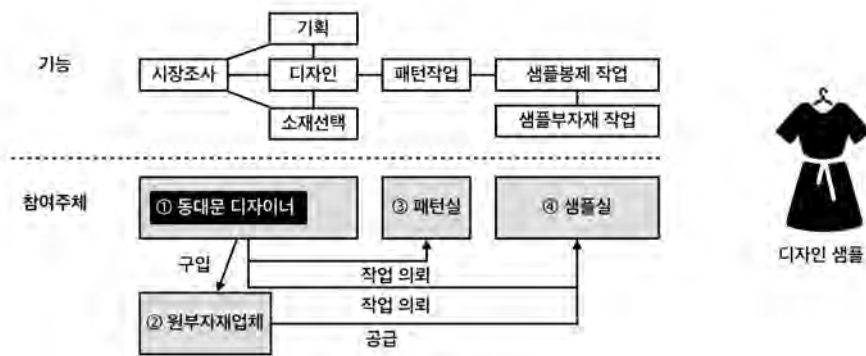 기획
기능
시장조사
디자인
패턴작업
샘플봉제 작업
소재선택
샘플부자재 작업
참여주체
① 동대문 디자이너
③ 패턴실
④ 샘플실
디자인 샘플
구입
작업 의뢰
작업 의뢰
② 원부자재업체
공급